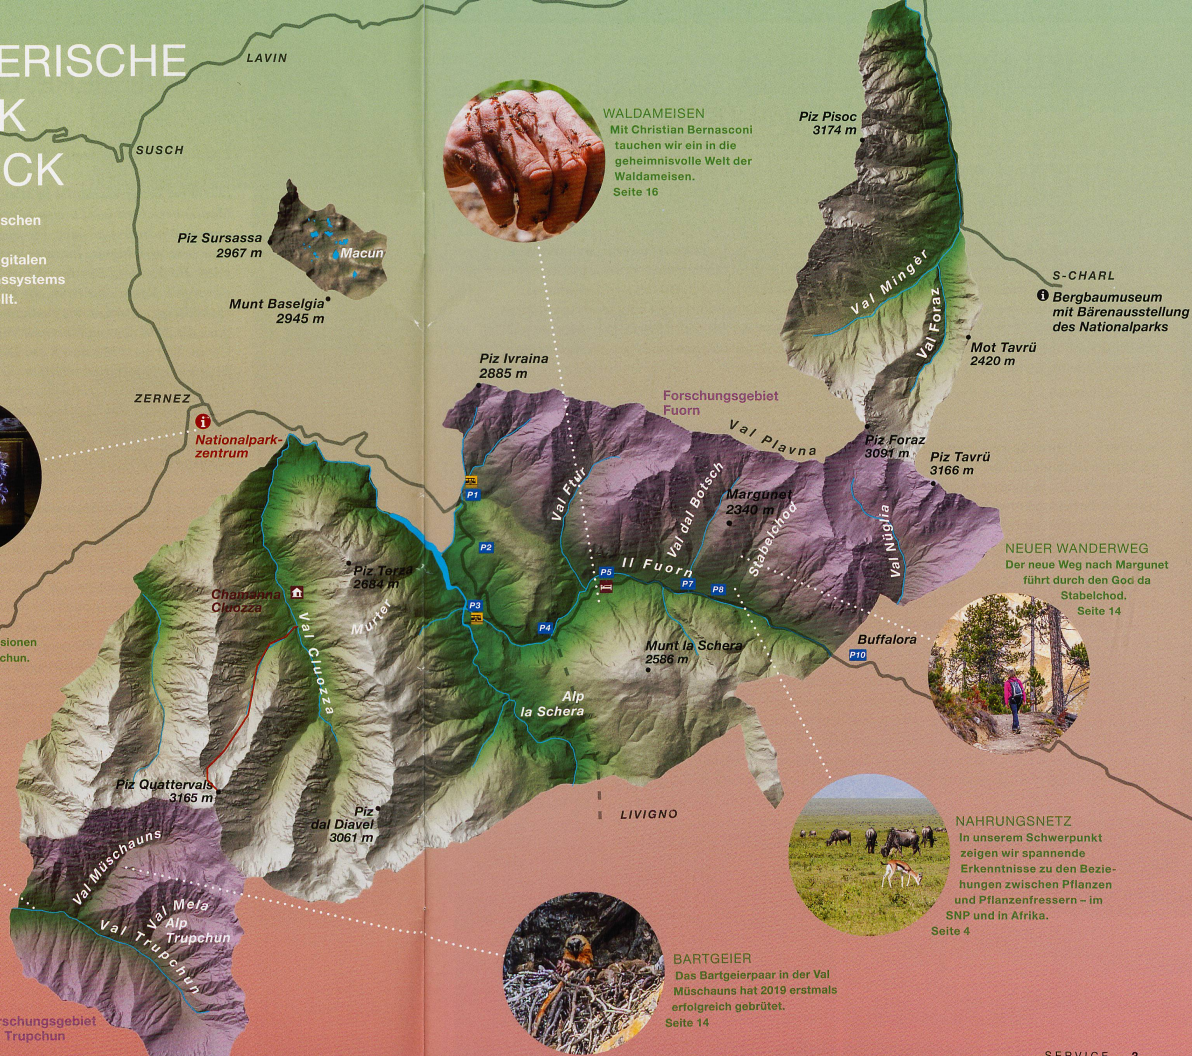 ERISCHE
K
CK
schen
gitalen
ssystems
llt.
LAVIN
SUSCH
Piz Sursassa
2967 m
Macun
Munt Baselgia
2945 m
ZERNEZ
Nationalpark-
zentrum
WALDAMEISEN
Mit Christian Bernasconi
tauchen wir ein in die
geheimnisvolle Welt der
Waldameisen.
Seite 16
Piz Pisoc
3174 m
Val Mingèr
Val Foraz
S-CHARL
i
Bergbaumuseum
mit Bärenausstellung
des Nationalparks
Mot Tavrü
2420 m
Piz Ivraina
2885 m
Forschungsgebiet
Fuorn
Val Plavna
Piz Foraz
3091 m
Piz Tavrü
3166 m
P1
Val Ftur
Val dal Botsch
Margunet
2340 m
Stabelchod
Val Nüglia
P2
Il Fuorn
P5
P7
P8
NEUER WANDERWEG
Der neue Weg nach Margunet
führt durch den God da
Stabelchod.
Seite 14
Piz Terza
2684 m
Chamanna
Cluozza
Murter
Val Cluozza
P3
P4
Munt la Schera
2586 m
Buffalora
P10
sionen
chun.
Alp
la Schera
Piz Quattervals
3165 m
Piz
dal Diavel
3061 m
LIVIGNO
NAHRUNGSNETZ
In unserem Schwerpunkt
zeigen wir spannende
Erkenntnisse zu den Bezie-
hungen zwischen Pflanzen
und Pflanzenfressern – im
SNP und in Afrika.
Seite 4
Val Müschauns
Val Mela
Alp
Trupchun
Val Trupchun
BARTGEIER
Das Bartgeierpaar in der Val
Müschauns hat 2019 erstmals
erfolgreich gebrütet.
Seite 14
rschungsgebiet
Trupchun
SERVICE 3